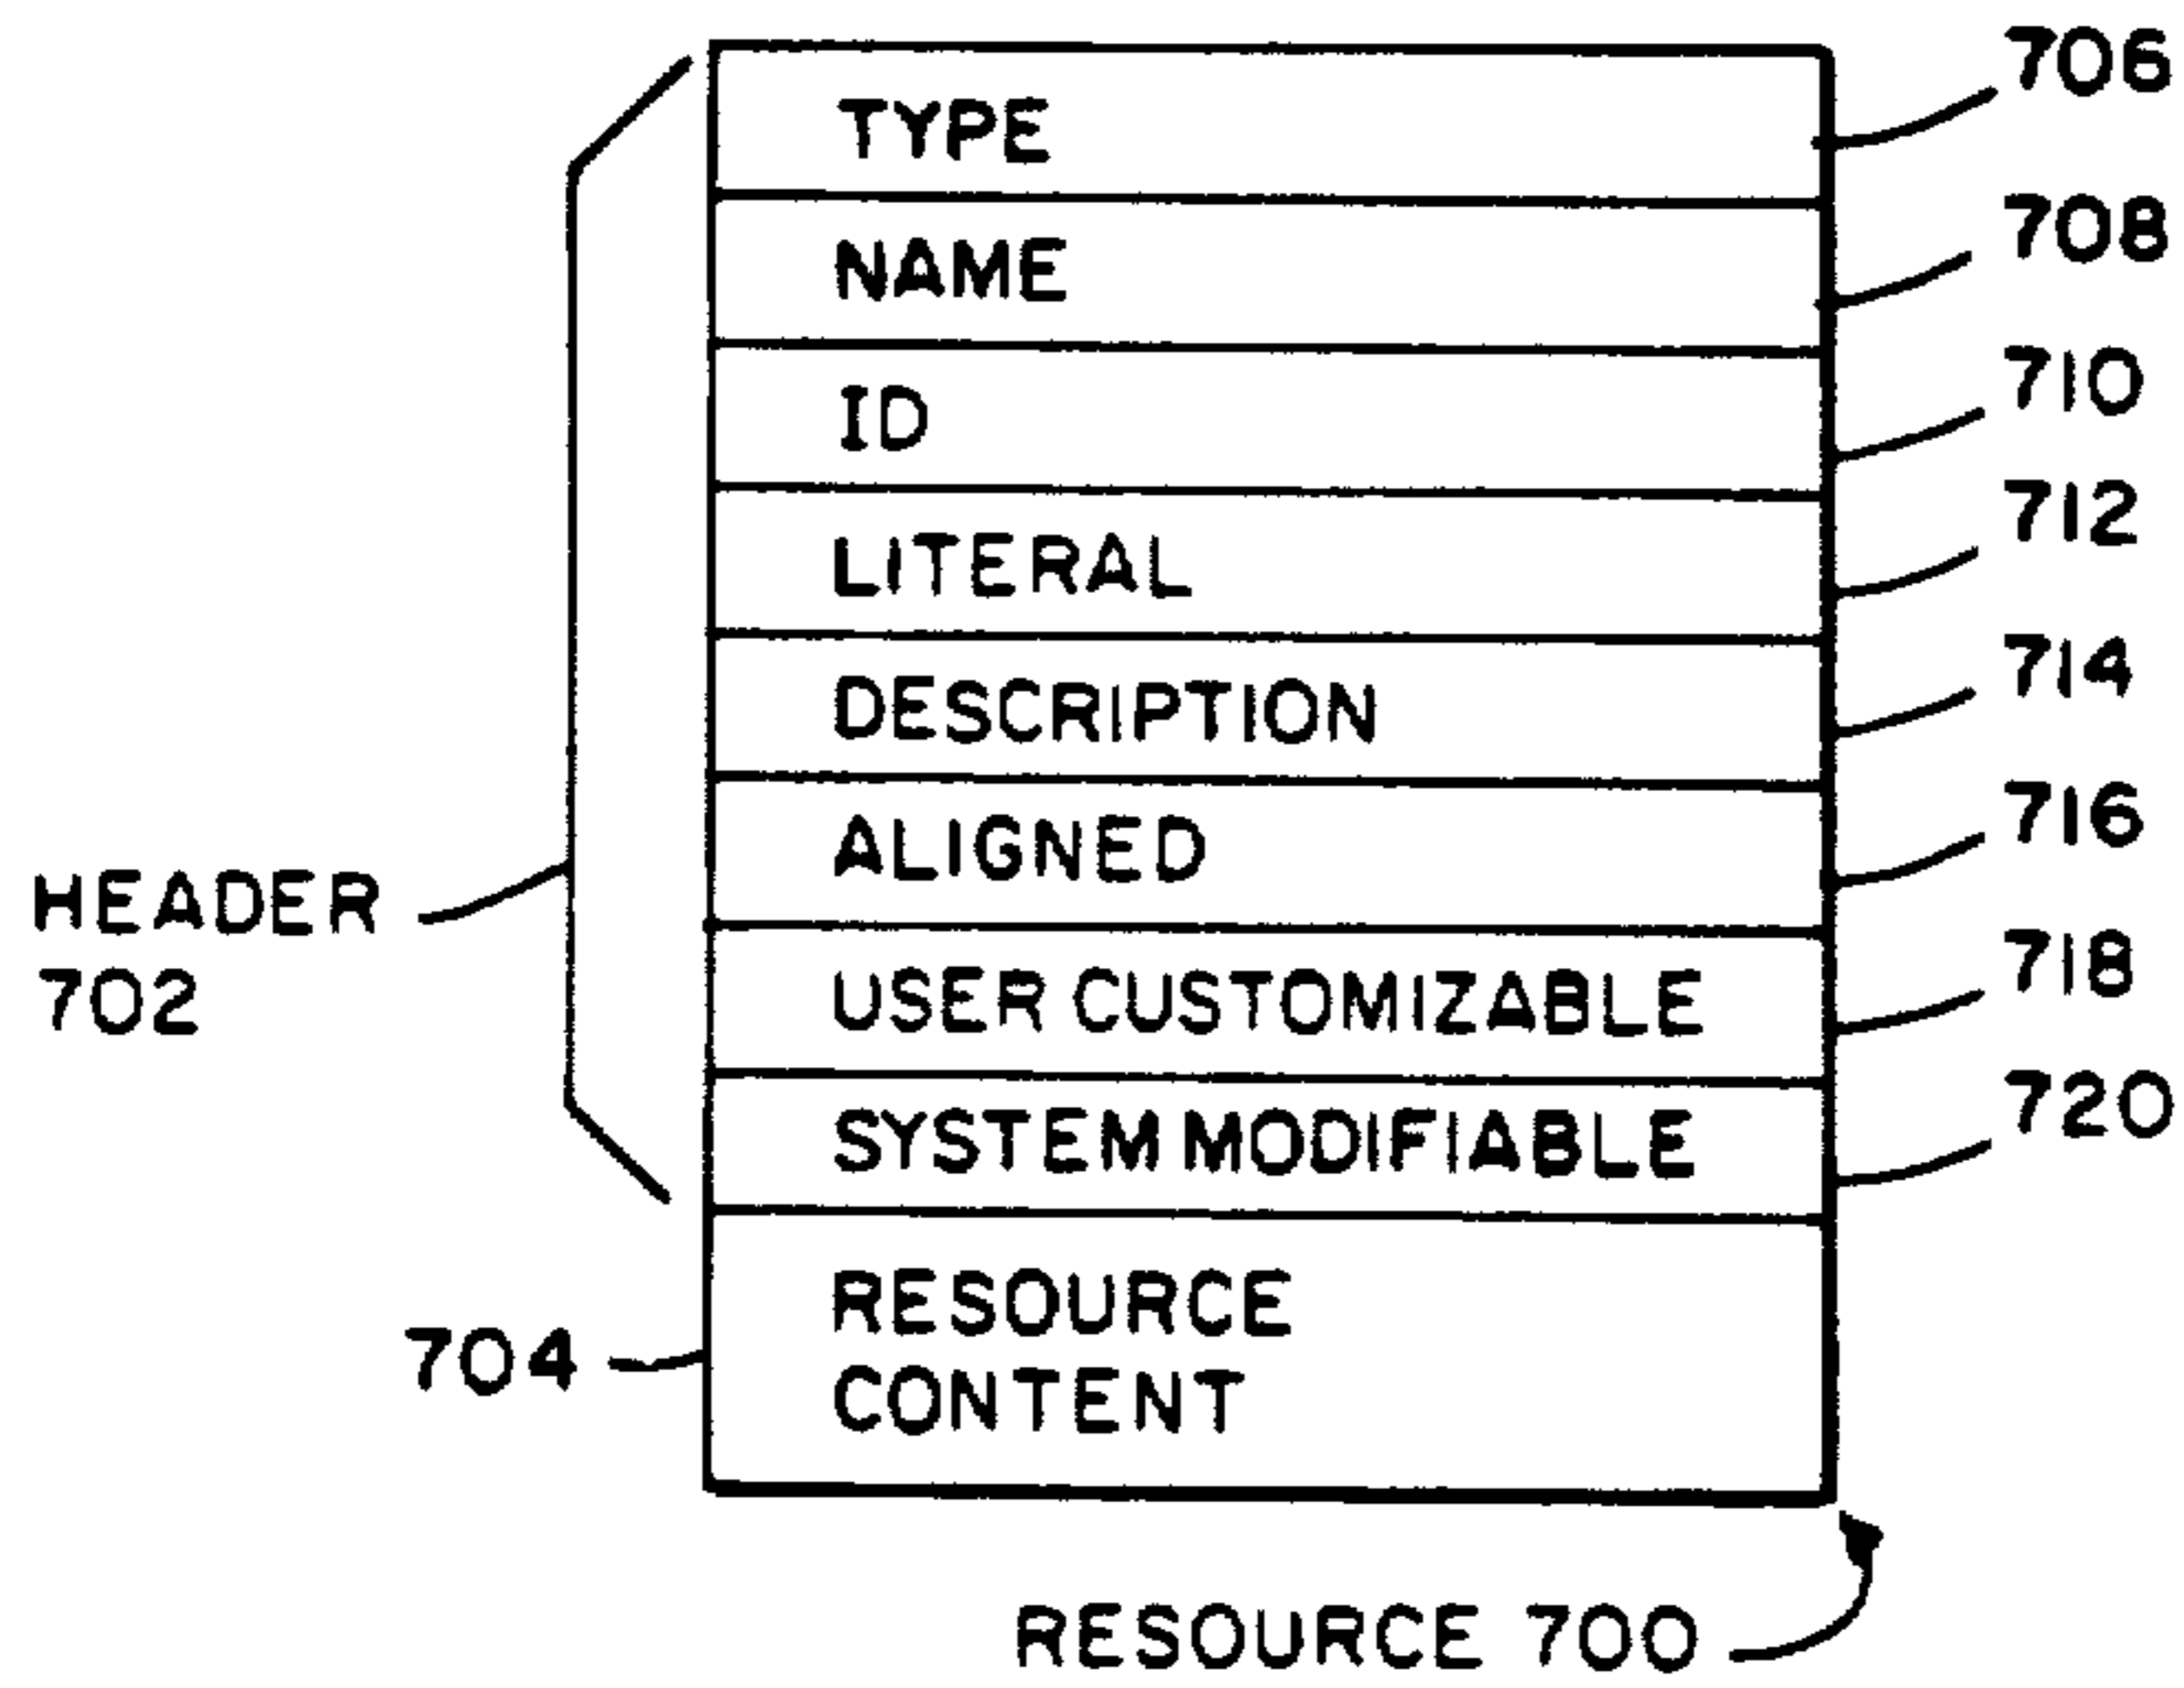 TYPE 706
NAME 708
ID 710
LITERAL 712
DESCRIPTION 714
ALIGNED 716
HEADER
702
USER CUSTOMIZABLE 718
SYSTEM MODIFIABLE 720
RESOURCE
CONTENT
704
RESOURCE 700